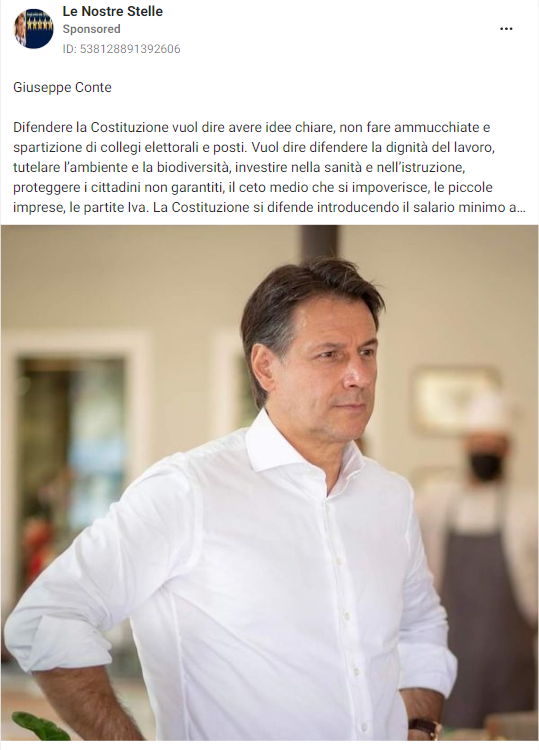 Le Nostre Stelle
Sponsored
ID: 538128891392606
Giuseppe Conte
Difendere la Costituzione vuol dire avere idee chiare, non fare ammucchiate e
spartizione di collegi elettorali e posti. Vuol dire difendere la dignità del lavoro,
tutelare l’ambiente e la biodiversità, investire nella sanità e nell’istruzione,
proteggere i cittadini non garantiti, il ceto medio che si impoverisce, le piccole
imprese, le partite Iva. La Costituzione si difende introducendo il salario minimo a...